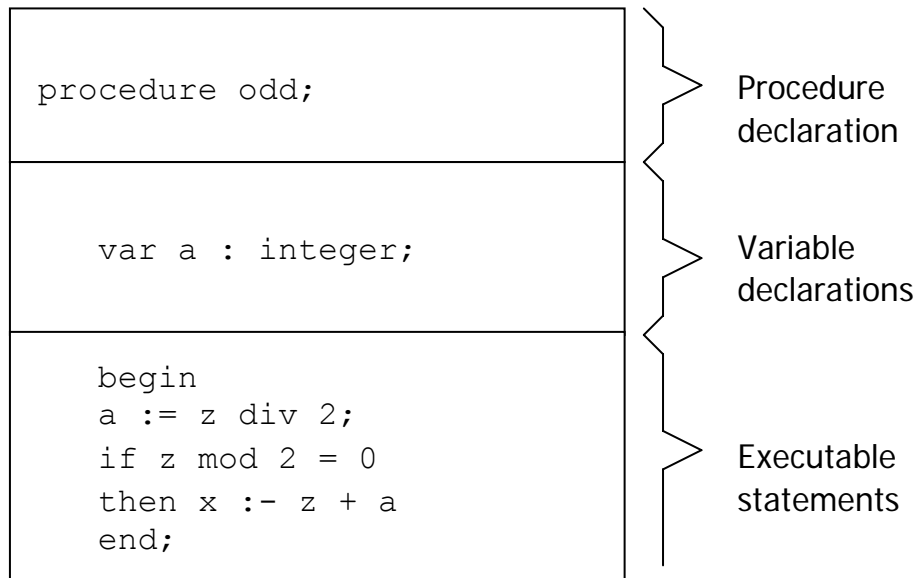 procedure odd;
Procedure
declaration
var a : integer;
Variable
declarations
begin
a := z div 2;
if z mod 2 = 0
then x :- z + a
end;
Executable
statements